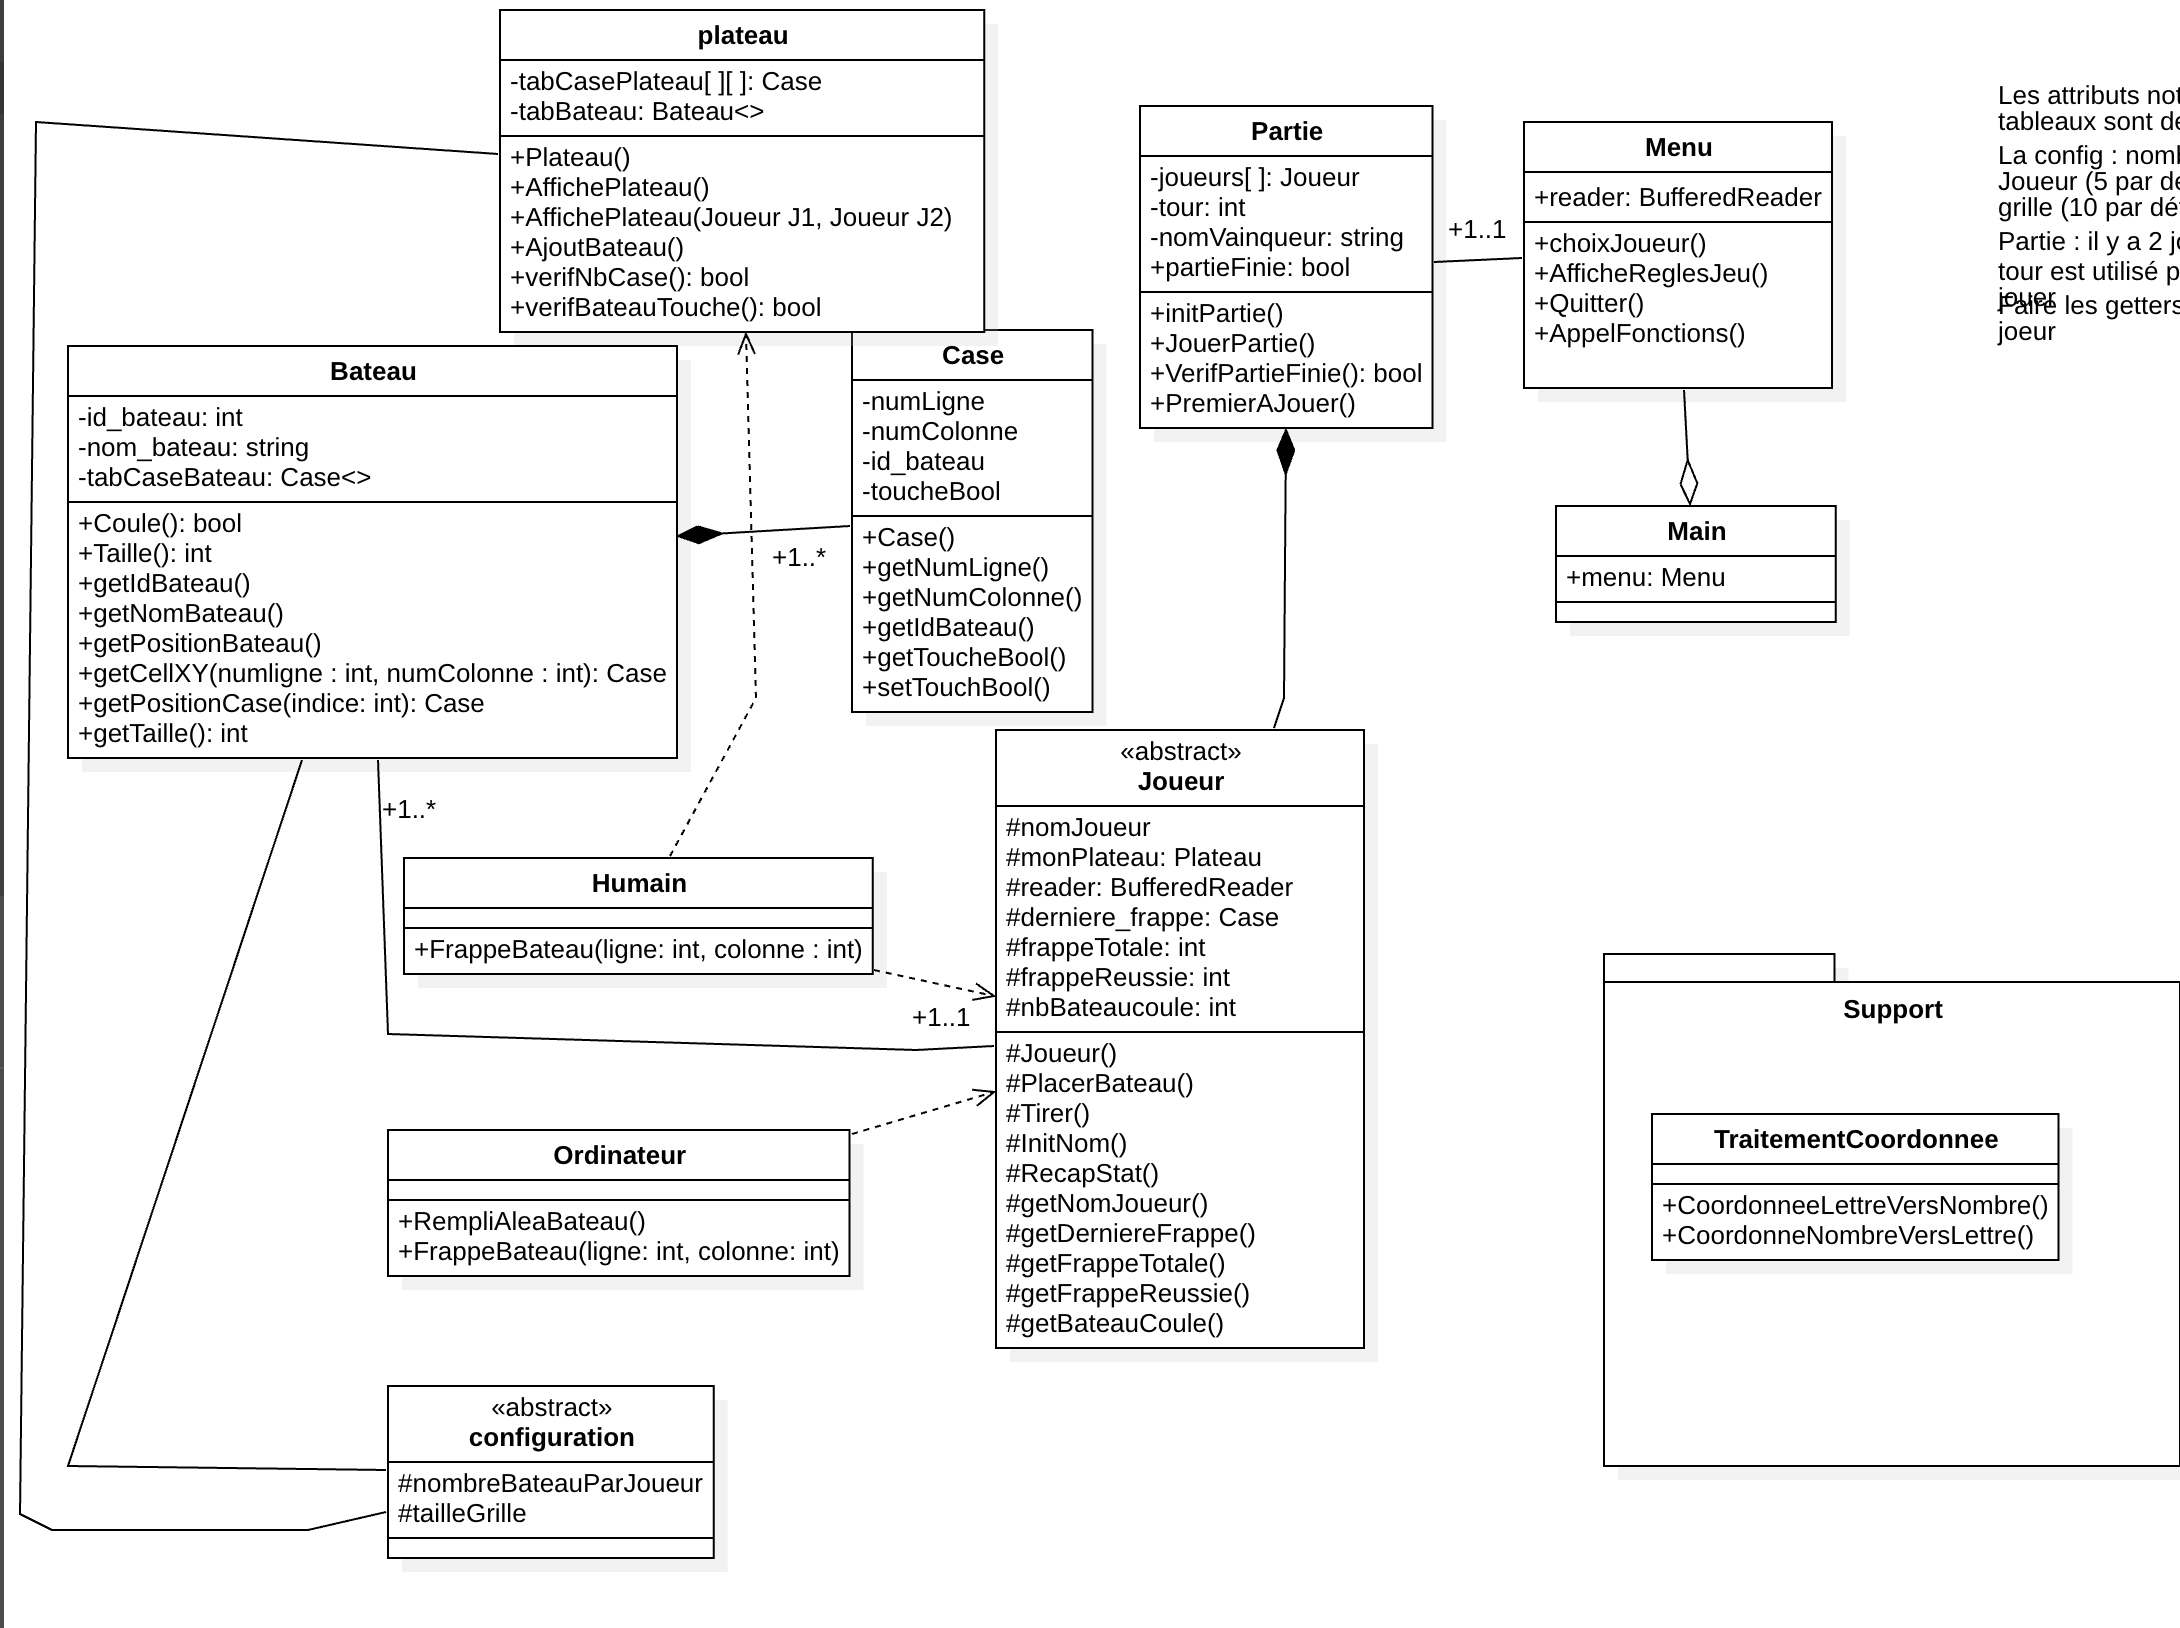 plateau
-tabCasePlateau[ ][ ]: Case
-tabBateau: Bateau<>
+Plateau()
+AffichePlateau()
+AffichePlateau(Joueur J1, Joueur J2)
+AjoutBateau()
+verifNbCase(): bool
+verifBateauTouche(): bool
Partie
-joueurs[ ]: Joueur
-tour: int
-nomVainqueur: string
+partieFinie: bool
+initPartie()
+JouerPartie()
+VerifPartieFinie(): bool
+PremierAJouer()
+1..1
Menu
+reader: BufferedReader
+choixJoueur()
+AfficheReglesJeu()
+Quitter()
+AppelFonctions()
Les attributs
tableaux sont
La config :
Joueur (5 par
grille (10 par
Partie : il y a 2
tour est utilisé
jouer
Faire les getters
joeur
Bateau
-id_bateau: int
-nom_bateau: string
-tabCaseBateau: Case<>
+Coule(): bool
+Taille(): int
+getIdBateau()
+getNomBateau()
+getPositionBateau()
+getCellXY(numligne : int, numColonne : int): Case
+getPositionCase(indice: int): Case
+getTaille(): int
+1..*
Case
-numLigne
-numColonne
-id_bateau
-toucheBool
+Case()
+getNumLigne()
+getNumColonne()
+getIdBateau()
+getToucheBool()
+setTouchBool()
Main
+menu: Menu
+1..*
Humain
+FrappeBateau(ligne: int, colonne : int)
+1..1
«abstract»
Joueur
#nomJoueur
#monPlateau: Plateau
#reader: BufferedReader
#derniere_frappe: Case
#frappeTotale: int
#frappeReussie: int
#nbBateaucoule: int
#Joueur()
#PlacerBateau()
#Tirer()
#InitNom()
#RecapStat()
#getNomJoueur()
#getDerniereFrappe()
#getFrappeTotale()
#getFrappeReussie()
#getBateauCoule()
Ordinateur
+RempliAleaBateau()
+FrappeBateau(ligne: int, colonne: int)
Support
TraitementCoordonnee
+CoordonneeLettreVersNombre()
+CoordonneNombreVersLettre()
«abstract»
configuration
#nombreBateauParJoueur
#tailleGrille